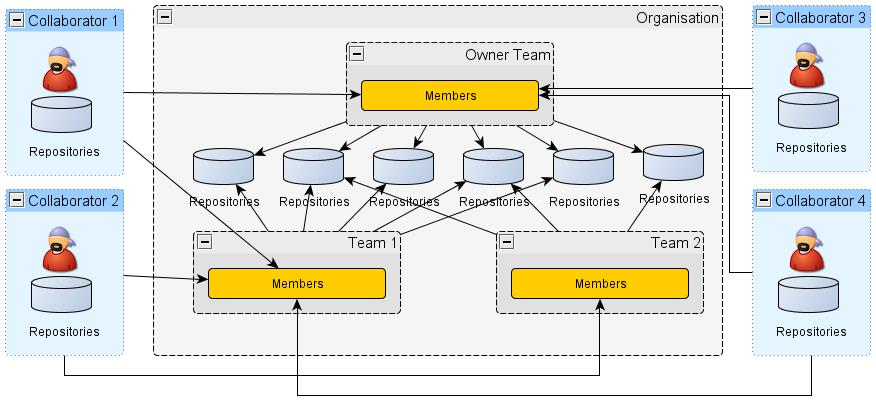 Collaborator 1
Organisation
Collaborator 3
Owner Team
Members
Repositories
Repositories
Collaborator 2
Repositories
Repositories
Repositories
Repositories
Repositories
Repositories
Collaborator 4
Team 1
Team 2
Members
Members
Repositories
Repositories